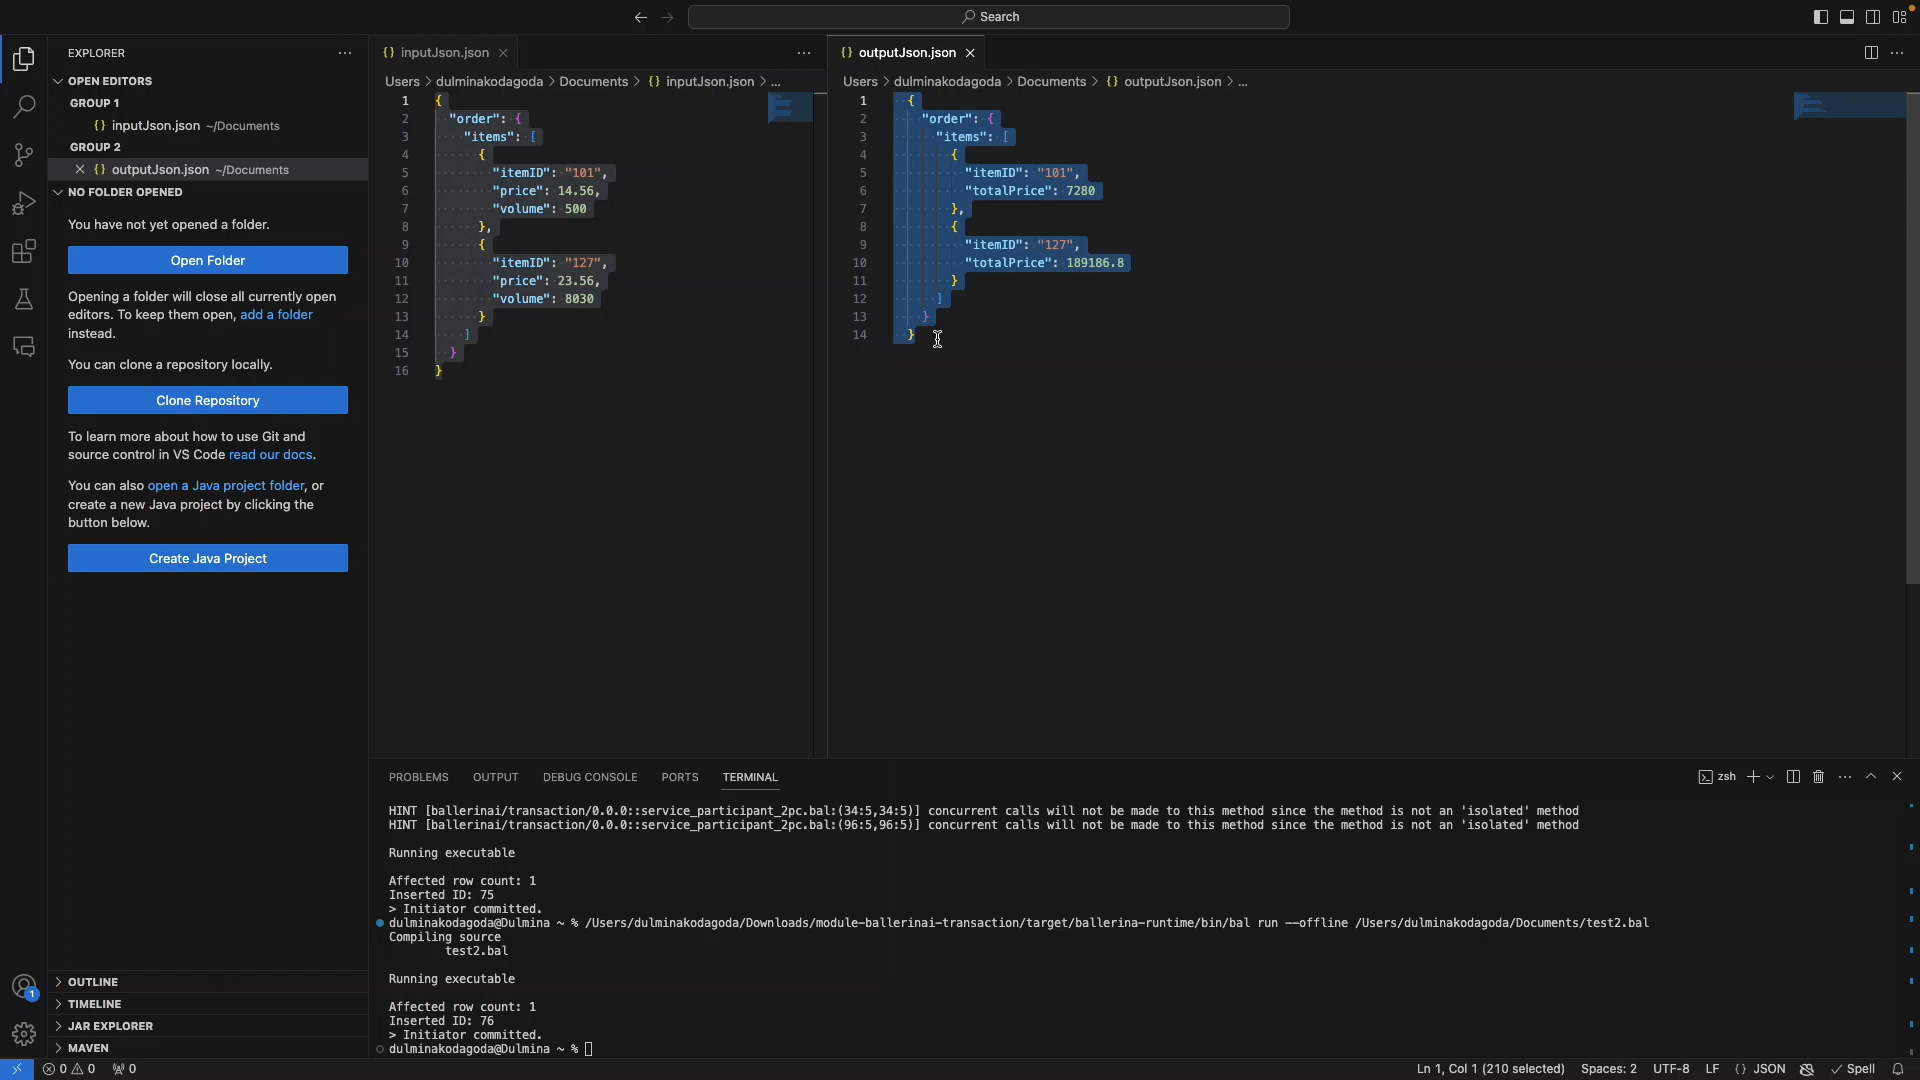 Search
EXPLORER
OPEN EDITORS
GROUP 1
{} inputJson.json ~/Documents
GROUP 2
{} outputJson.json ~/Documents
NO FOLDER OPENED
You have not yet opened a folder.
Open Folder
Opening a folder will close all currently open
editors. To keep them open, add a folder
instead.
You can clone a repository locally.
Clone Repository
To learn more about how to use Git and
source control in VS Code read our docs.
You can also open a Java project folder, or
create a new Java project by clicking the
button below.
Create Java Project
OUTLINE
TIMELINE
JAR EXPLORER
MAVEN
1
{} inputJson.json
Users > dulminakodagoda > Documents > {} inputJson.json > ...
1 {
2 "order": {
3 "items": [
4 {
5 "itemID": "101",
6 "price": 14.56,
7 "volume": 500
8 },
9 {
10 "itemID": "127",
11 "price": 23.56,
12 "volume": 8030
13 }
14 ]
15 }
16 }
{} outputJson.json
Users > dulminakodagoda > Documents > {} outputJson.json > ...
1 {
2 "order": {
3 "items": [
4 {
5 "itemID": "101",
6 "totalPrice": 7280
7 },
8 {
9 "itemID": "127",
10 "totalPrice": 189186.8
11 }
12 ]
13 }
14 }
PROBLEMS OUTPUT DEBUG CONSOLE PORTS TERMINAL
zsh
HINT [ballerinai/transaction/0.0.0::service_participant_2pc.bal:(34:5,34:5)] concurrent calls will not be made to this method since the method is not an 'isolated' method
HINT [ballerinai/transaction/0.0.0::service_participant_2pc.bal:(96:5,96:5)] concurrent calls will not be made to this method since the method is not an 'isolated' method
Running executable
Affected row count: 1
Inserted ID: 75
> Initiator committed.
dulminakodagoda@Dulmina ~ % /Users/dulminakodagoda/Downloads/module-ballerinai-transaction/target/ballerina-runtime/bin/bal run --offline /Users/dulminakodagoda/Documents/test2.bal
Compiling source
test2.bal
Running executable
Affected row count: 1
Inserted ID: 76
> Initiator committed.
dulminakodagoda@Dulmina ~ %
0 0 0 Ln 1, Col 1 (210 selected) Spaces: 2 UTF-8 LF {} JSON Spell